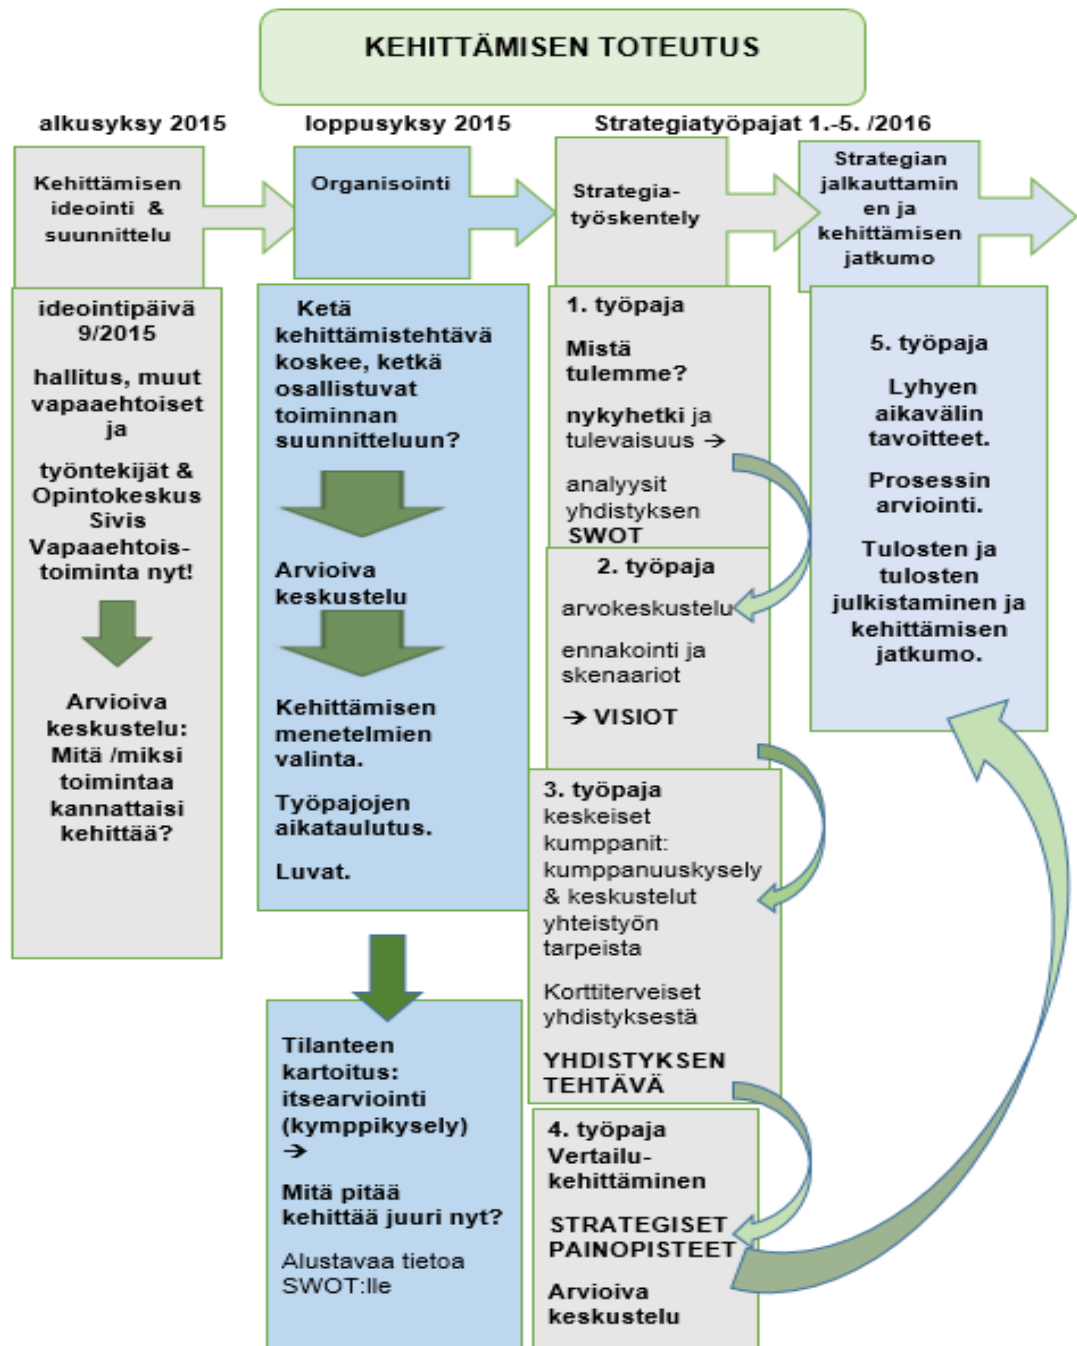 KEHITTÄMISEN TOTEUTUS
alkusyksy 2015
loppusyksy 2015
Strategiatyöpajat 1.-5. /2016
Kehittämisen
ideointi &
suunnittelu
Organisointi
Strategia-
työskentely
Strategian
jalkauttamin
en ja
kehittämisen
jatkumo
ideointipäivä
9/2015
hallitus, muut
vapaaehtoiset
ja
työntekijät &
Opintokeskus
Sivis
Vapaaehtois-
toiminta nyt!
Arvioiva
keskustelu:
Mitä /miksi
toimintaa
kannattaisi
kehittää?
Ketä
kehittämistehtävä
koskee, ketkä
osallistuvat
toiminnan
suunnitteluun?
Arvioiva
keskustelu
Kehittämisen
menetelmien
valinta.
Työpajojen
aikataulutus.
Luvat.
Tilanteen
kartoitus:
itsearviointi
(kymppikysely)
→
Mitä pitää
kehittää juuri nyt?
Alustavaa tietoa
SWOT:lle
1. työpaja
Mistä
tulemme?
nykyhetki ja
tulevaisuus →
analyysit
yhdistyksen
SWOT
2. työpaja
arvokeskustelu
ennakointi ja
skenaariot
→ VISIOT
3. työpaja
keskeiset
kumppanit:
kumppanuuskysely
& keskustelut
yhteistyön
tarpeista
Korttiterveiset
yhdistyksestä
YHDISTYKSEN
TEHTÄVÄ
4. työpaja
Vertailu-
kehittäminen
STRATEGISET
PAINOPISTEET
Arvioiva
keskustelu
5. työpaja
Lyhyen
aikavälin
tavoitteet.
Prosessin
arviointi.
Tulosten ja
tulosten
julkistaminen ja
kehittämisen
jatkumo.